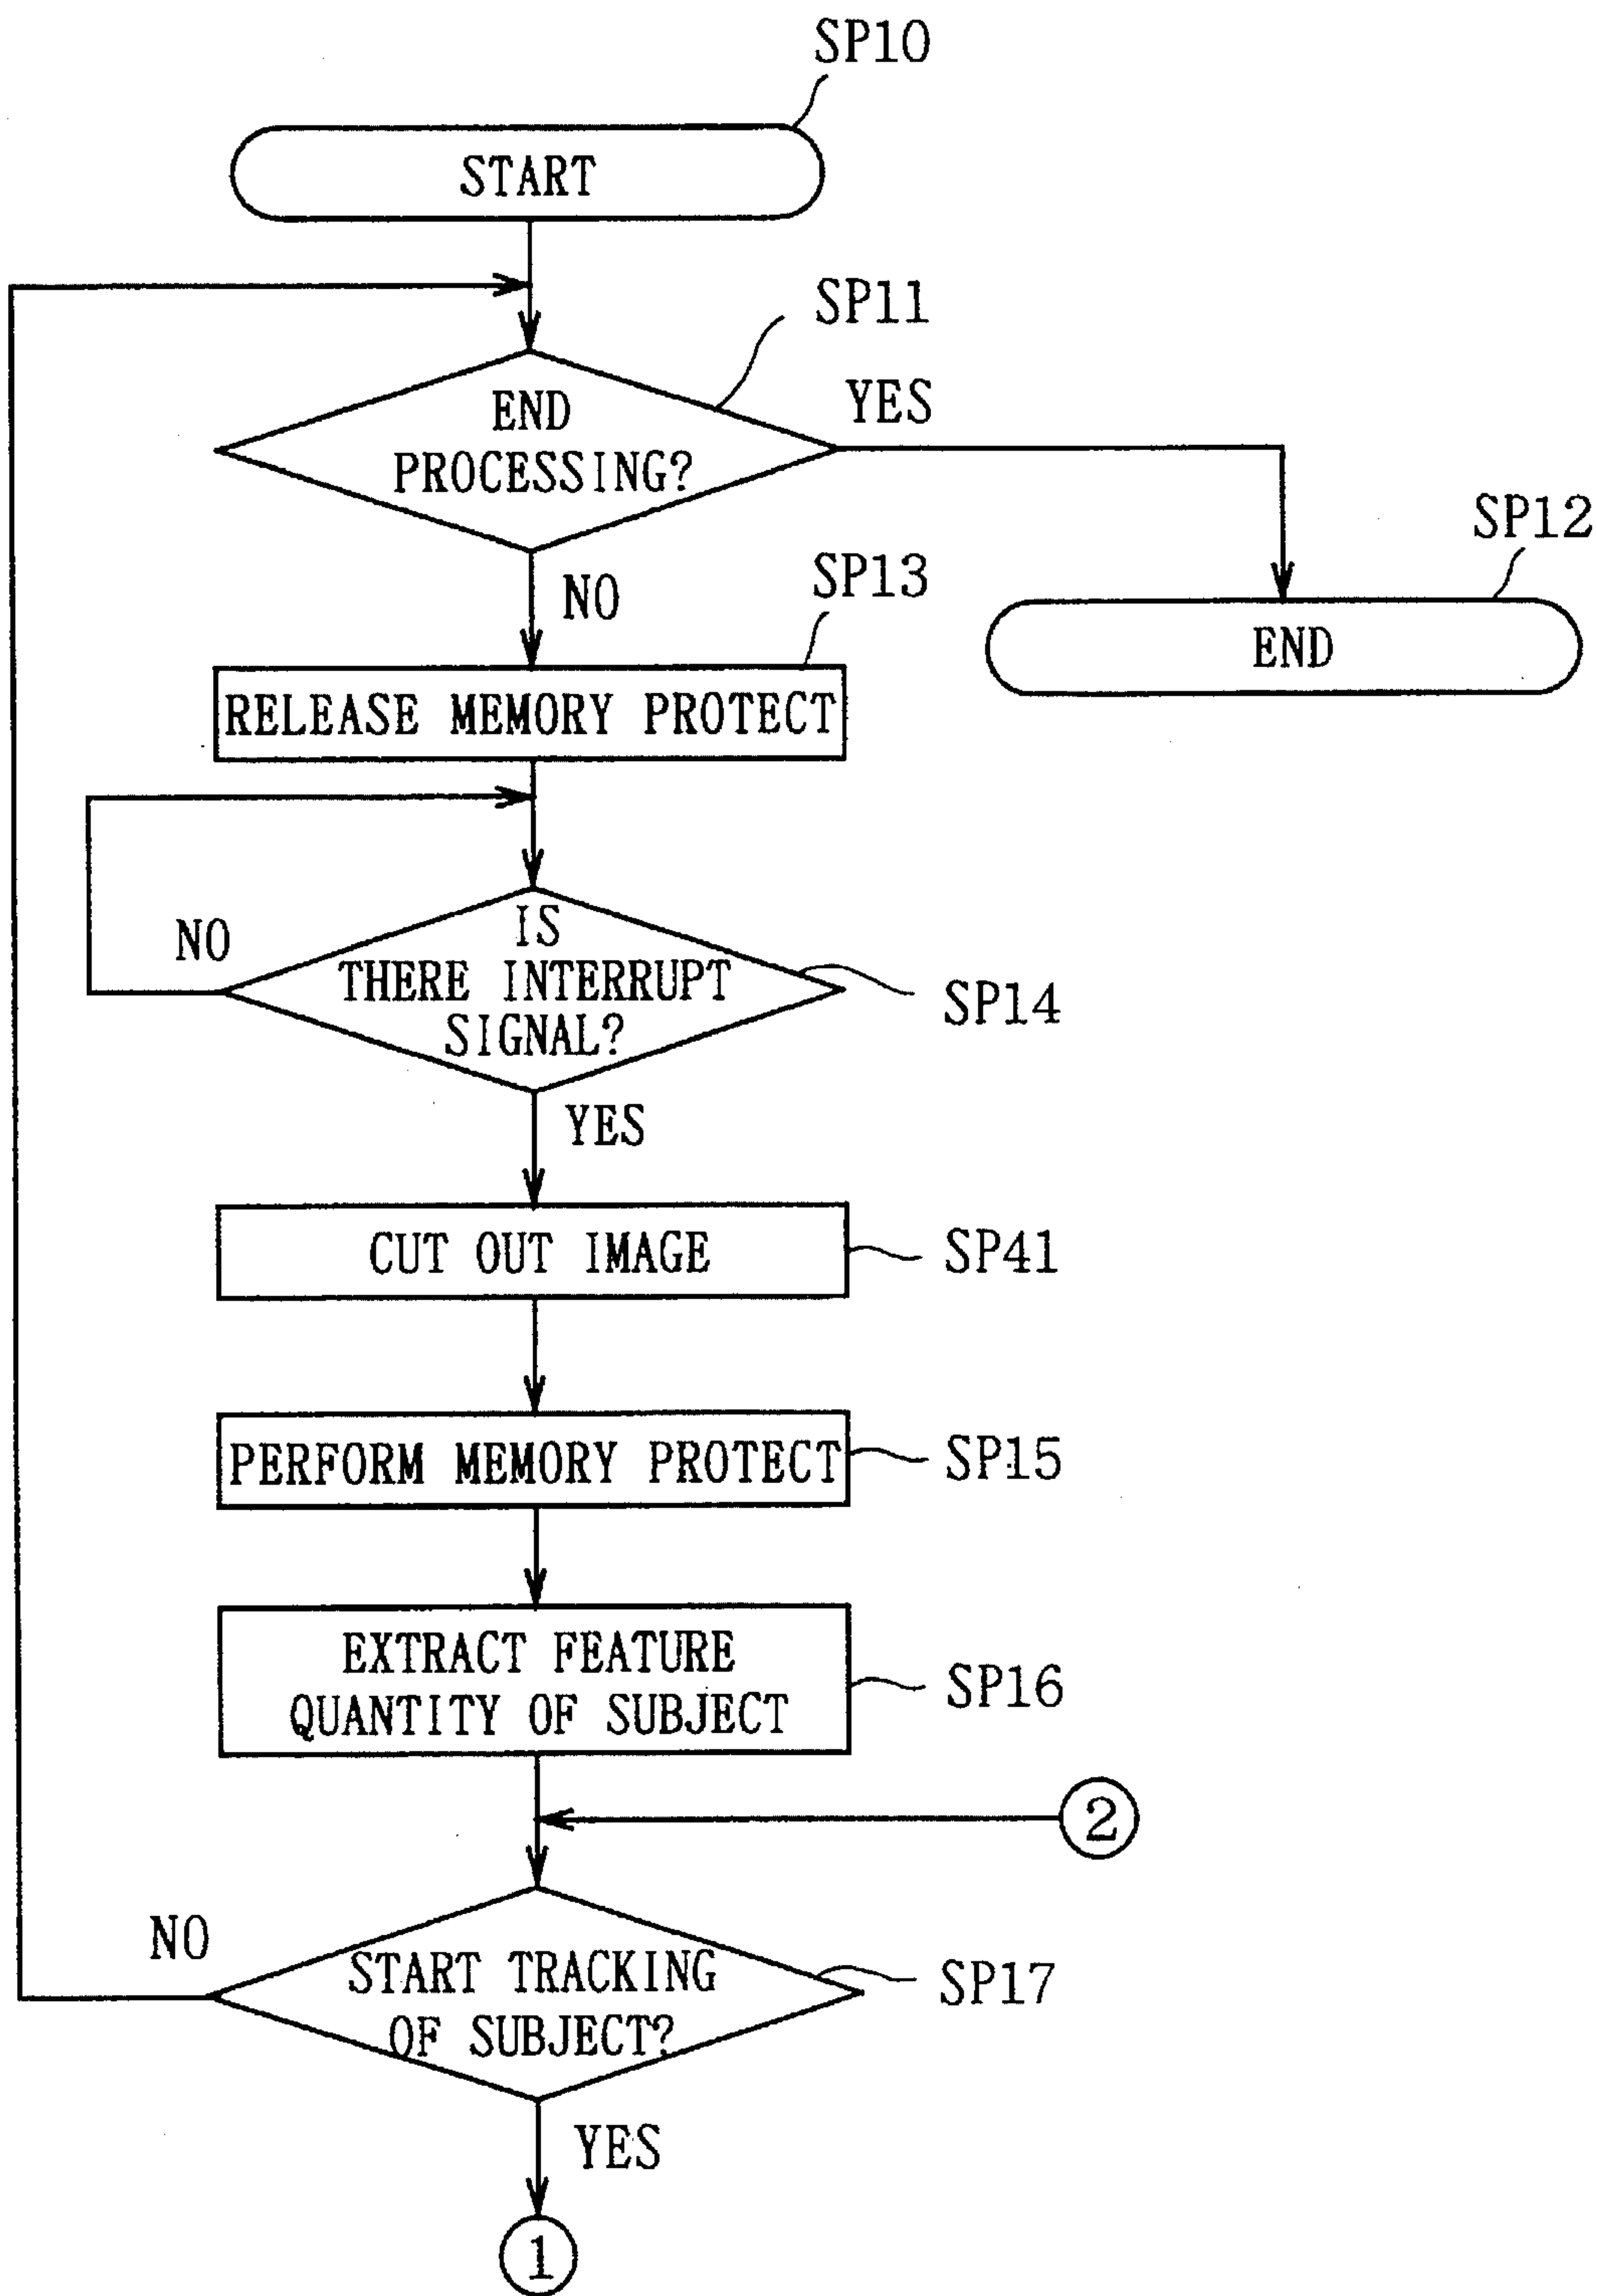 SP10
START
SP11
END
PROCESSING?
YES
NO
SP12
END
SP13
RELEASE MEMORY PROTECT
IS
THERE INTERRUPT
SIGNAL?
NO
SP14
YES
CUT OUT IMAGE
SP41
PERFORM MEMORY PROTECT
SP15
EXTRACT FEATURE
QUANTITY OF SUBJECT
SP16
2
NO
START TRACKING
OF SUBJECT?
SP17
YES
1